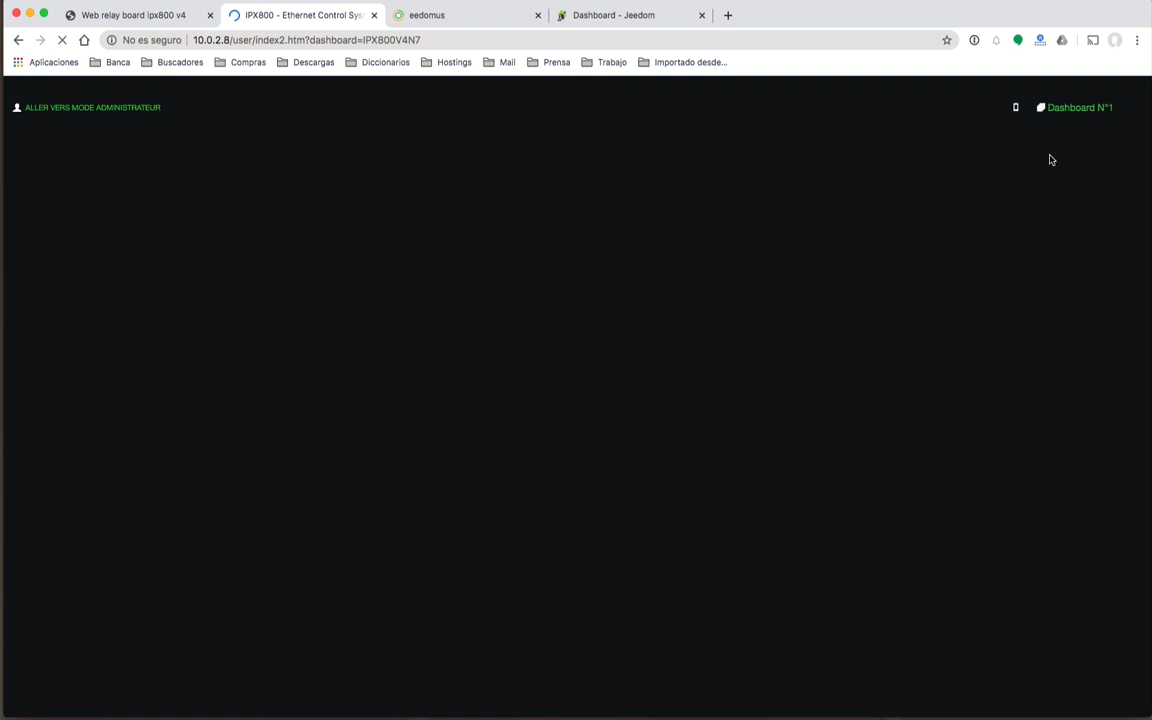 Web relay board ipx800 v4
IPX800 - Ethernet Control Sys
eedomus
Dashboard - Jeedom
No es seguro
10.0.2.8/user/index2.htm?dashboard=IPX800V4N7
Aplicaciones
Banca
Buscadores
Compras
Descargas
Diccionarios
Hostings
Mail
Prensa
Trabajo
Importado desde...
ALLER VERS MODE ADMINISTRATEUR
Dashboard N°1